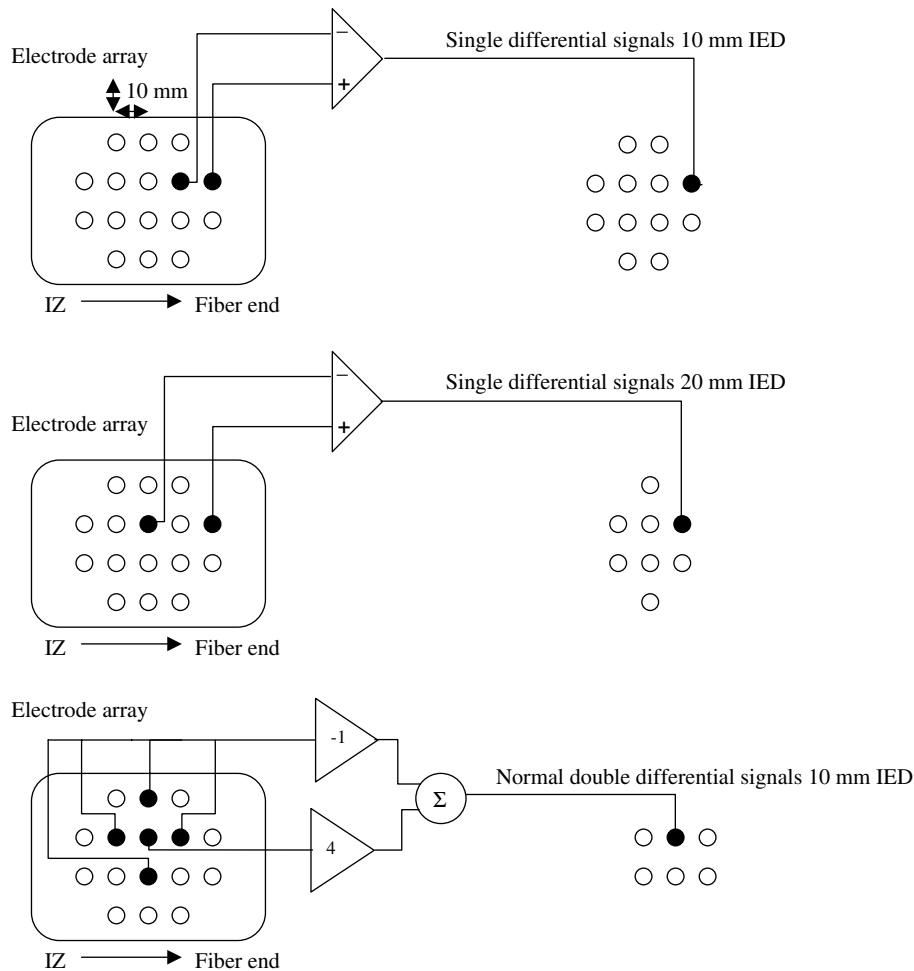 Single differential signals 10 mm IED
Electrode array
10 mm
−
+
IZ
Fiber end
Single differential signals 20 mm IED
Electrode array
−
+
IZ
Fiber end
Electrode array
-1
Normal double differential signals 10 mm IED
Σ
4
IZ
Fiber end